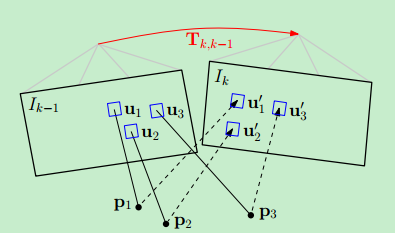 T_{k,k−1}
I_{k−1}
I_k
u_1
u_3
u_2
u′_1
u′_3
u′_2
p_1
p_2
p_3